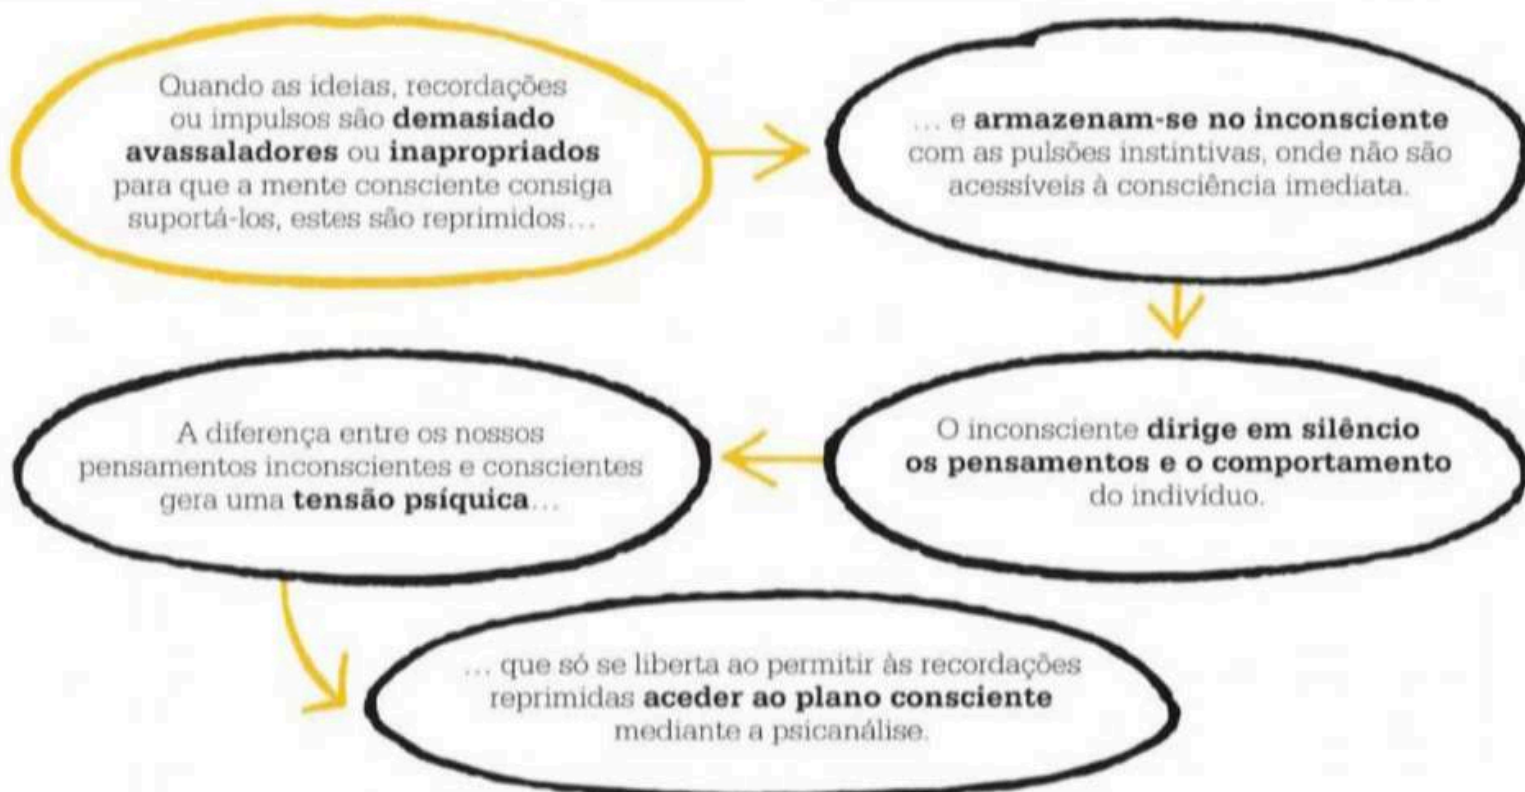 Quando as ideias, recordações
ou impulsos são demasiado
avassaladores ou inapropriados
para que a mente consciente consiga
suportá-los, estes são reprimidos...
... e armazenam-se no inconsciente
com as pulsões instintivas, onde não são
acessíveis à consciência imediata.
O inconsciente dirige em silêncio
os pensamentos e o comportamento
do indivíduo.
A diferença entre os nossos
pensamentos inconscientes e conscientes
gera uma tensão psíquica...
... que só se liberta ao permitir às recordações
reprimidas aceder ao plano consciente
mediante a psicanálise.